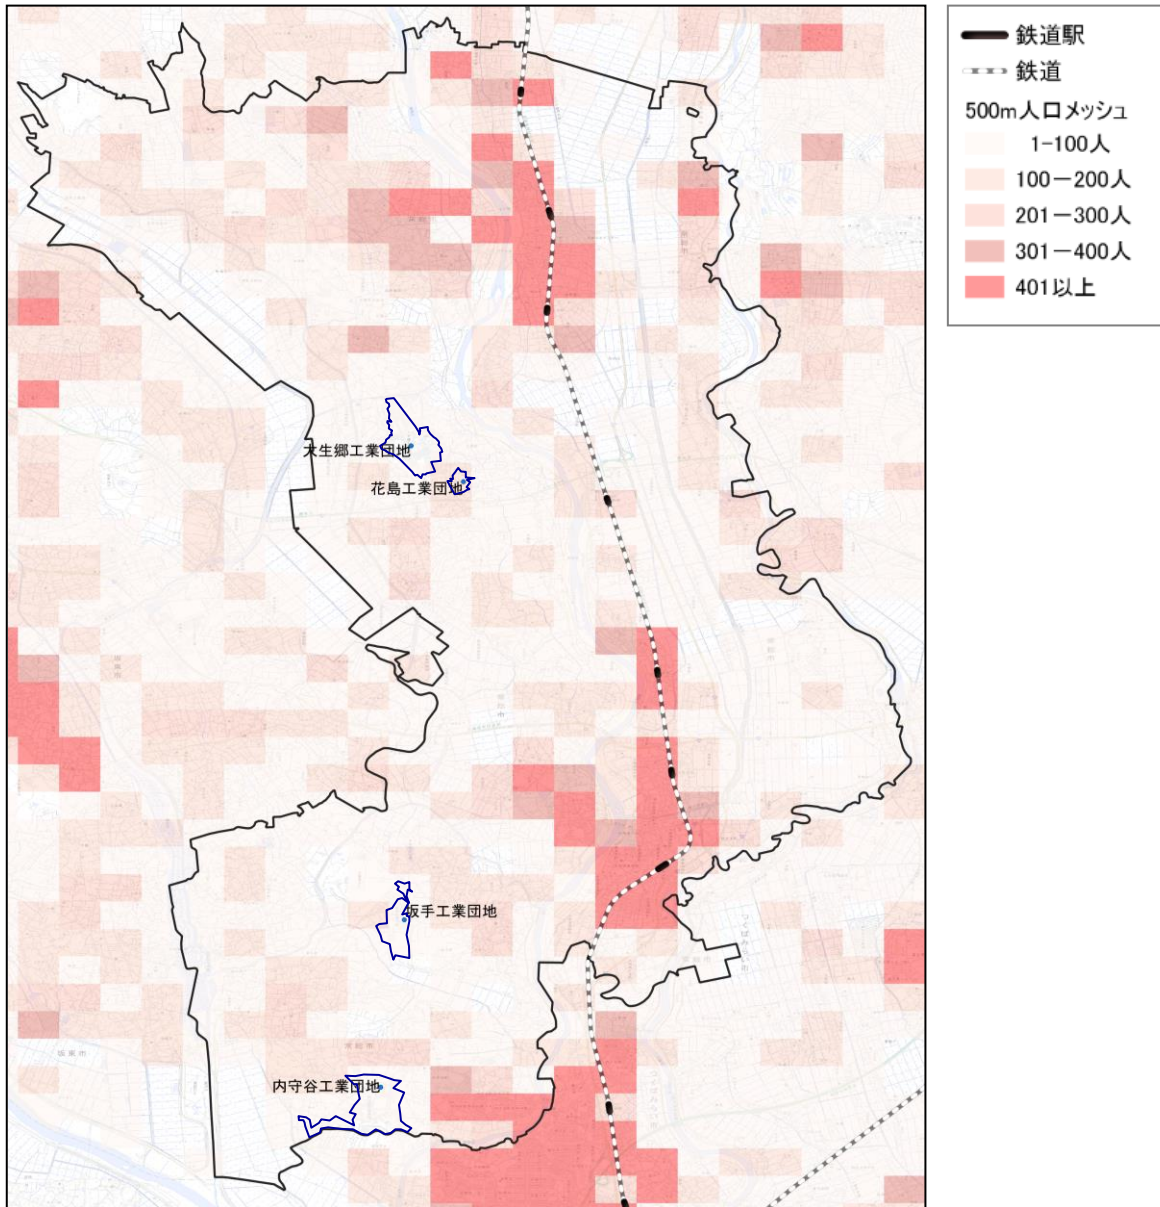 鉄道駅
鉄道
500m人口メッシュ
1-100人
100－200人
201－300人
301－400人
401以上
大生郷工業団地
花島工業団地
坂手工業団地
内守谷工業団地